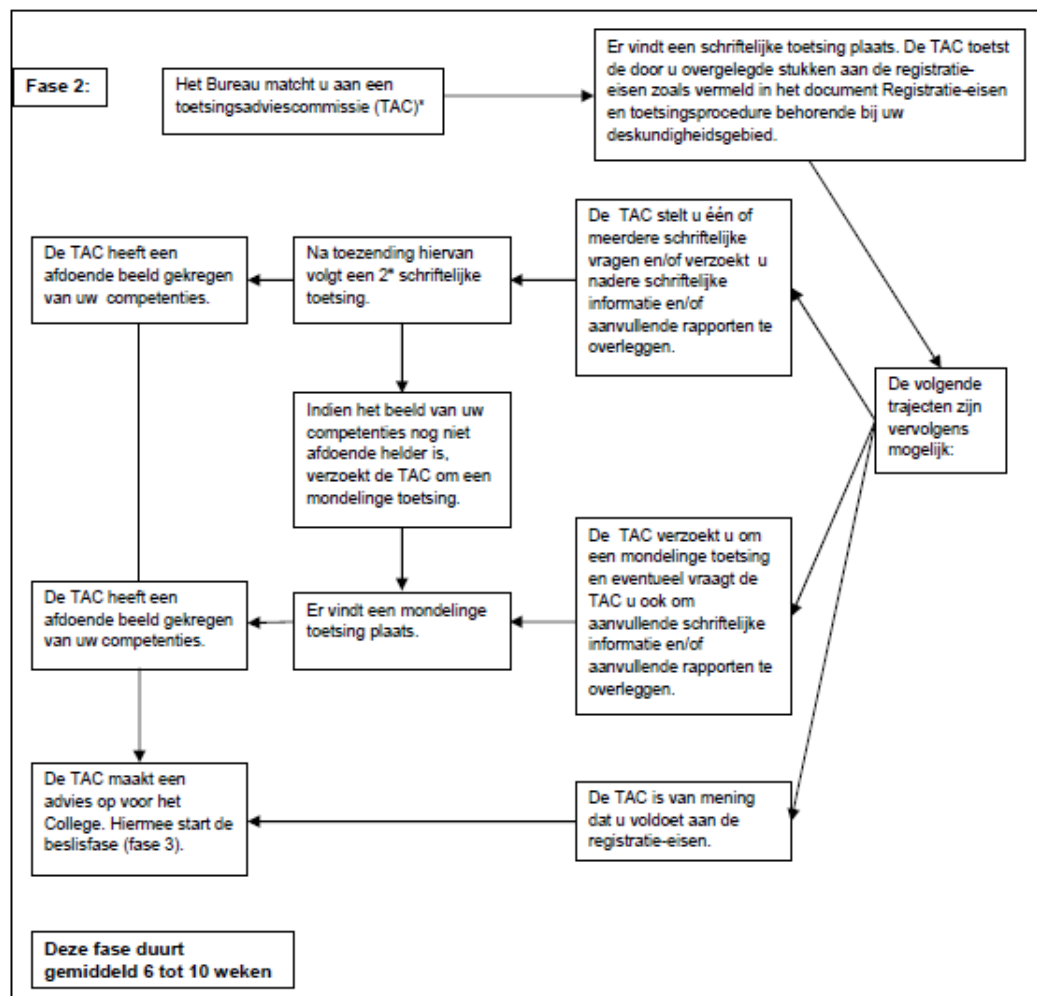 Fase 2:
Het Bureau matcht u aan een
toetsingsadviescommissie (TAC)*
Er vindt een schriftelijke toetsing plaats. De TAC toetst
de door u overgelegde stukken aan de registratie-
eisen zoals vermeld in het document Registratie-eisen
en toetsingsprocedure behorende bij uw
deskundigheidsgebied.
De TAC heeft een
afdoende beeld gekregen
van uw competenties.
Na toezending hiervan
volgt een 2ᵉ schriftelijke
toetsing.
De TAC stelt u één of
meerdere schriftelijke
vragen en/of verzoekt u
nadere schriftelijke
informatie en/of
aanvullende rapporten te
overleggen.
De volgende
trajecten zijn
vervolgens
mogelijk:
Indien het beeld van uw
competenties nog niet
afdoende helder is,
verzoekt de TAC om een
mondelinge toetsing.
De TAC heeft een
afdoende beeld gekregen
van uw competenties.
Er vindt een mondelinge
toetsing plaats.
De TAC verzoekt u om
een mondelinge toetsing
en eventueel vraagt de
TAC u ook om
aanvullende schriftelijke
informatie en/of
aanvullende rapporten te
overleggen.
De TAC maakt een
advies op voor het
College. Hiermee start de
beslisfase (fase 3).
De TAC is van mening
dat u voldoet aan de
registratie-eisen.
Deze fase duurt
gemiddeld 6 tot 10 weken